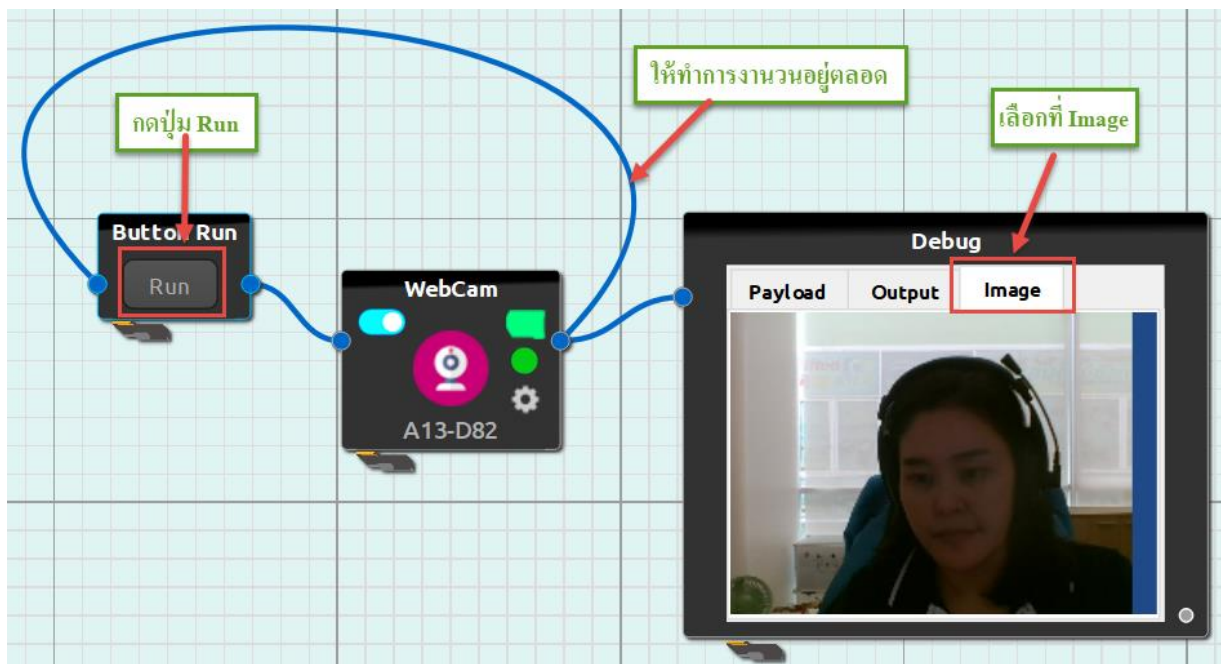 ให้ทำการงานวนอยู่ตลอด
กดปุ่ม Run
เลือกที่ Image
Button Run
Run
Debug
WebCam
Payload
Output
Image
A13-D82